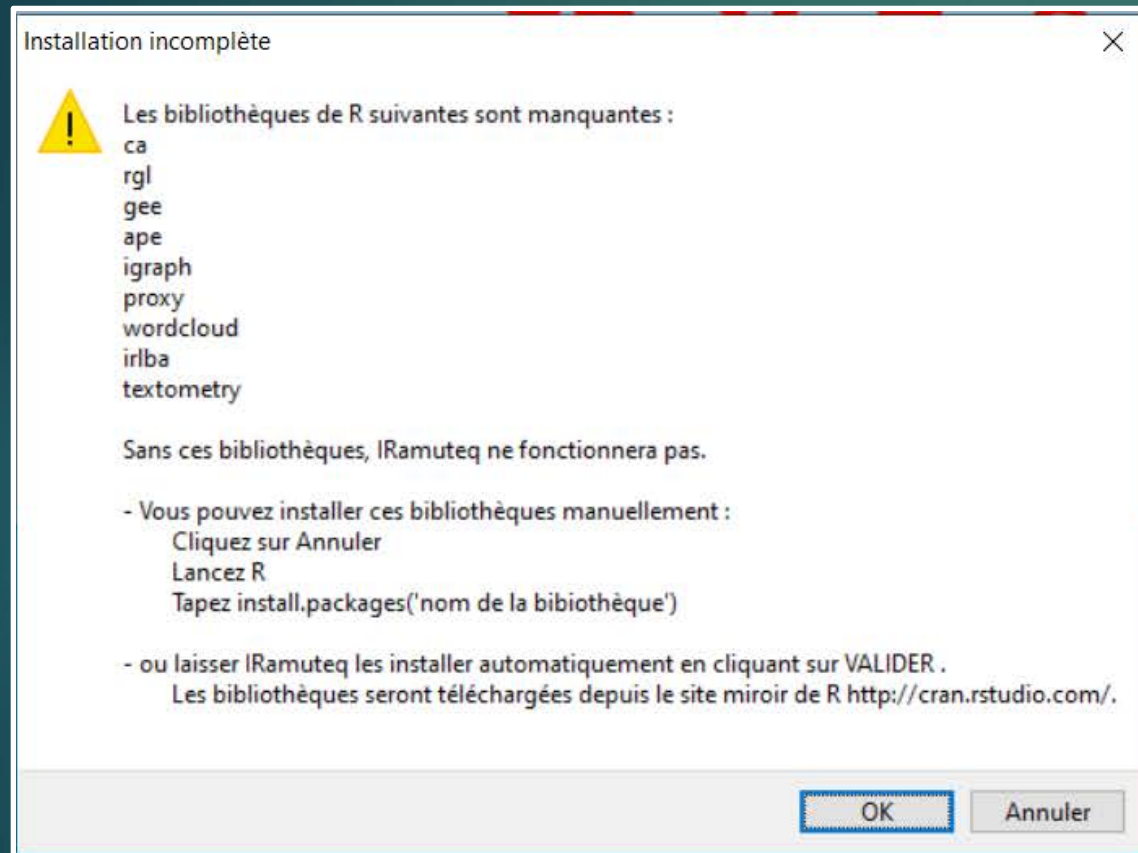 Installation incomplète
Les bibliothèques de R suivantes sont manquantes :
ca
rgl
gee
ape
igraph
proxy
wordcloud
irlba
textometry
Sans ces bibliothèques, IRamuteq ne fonctionnera pas.
- Vous pouvez installer ces bibliothèques manuellement :
Cliquez sur Annuler
Lancez R
Tapez install.packages('nom de la bibiothèque')
- ou laisser IRamuteq les installer automatiquement en cliquant sur VALIDER .
Les bibliothèques seront téléchargées depuis le site miroir de R http://cran.rstudio.com/.
OK
Annuler